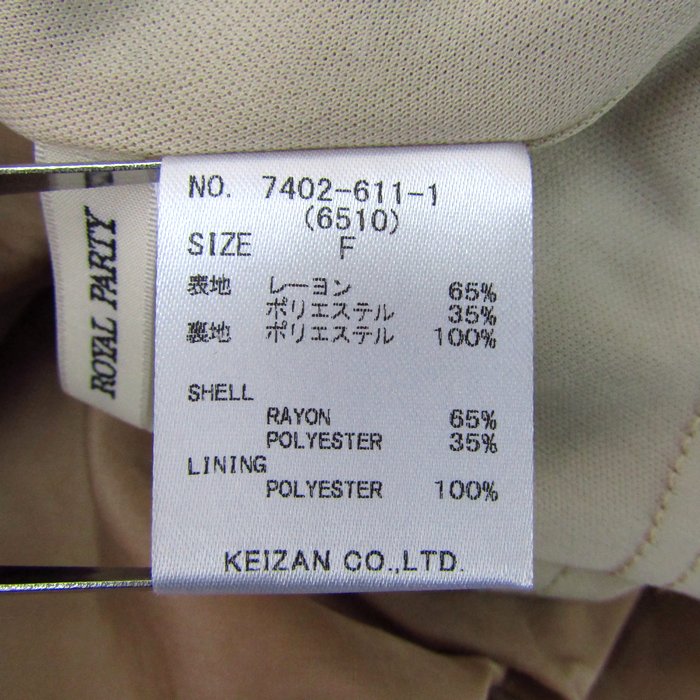 NO. 7402-611-1
(6510)
SIZE F
表地 レーヨン 65%
ポリエステル 35%
裏地 ポリエステル 100%
SHELL
RAYON 65%
POLYESTER 35%
LINING
POLYESTER 100%
KEIZAN CO.,LTD.
ROYAL PARTY